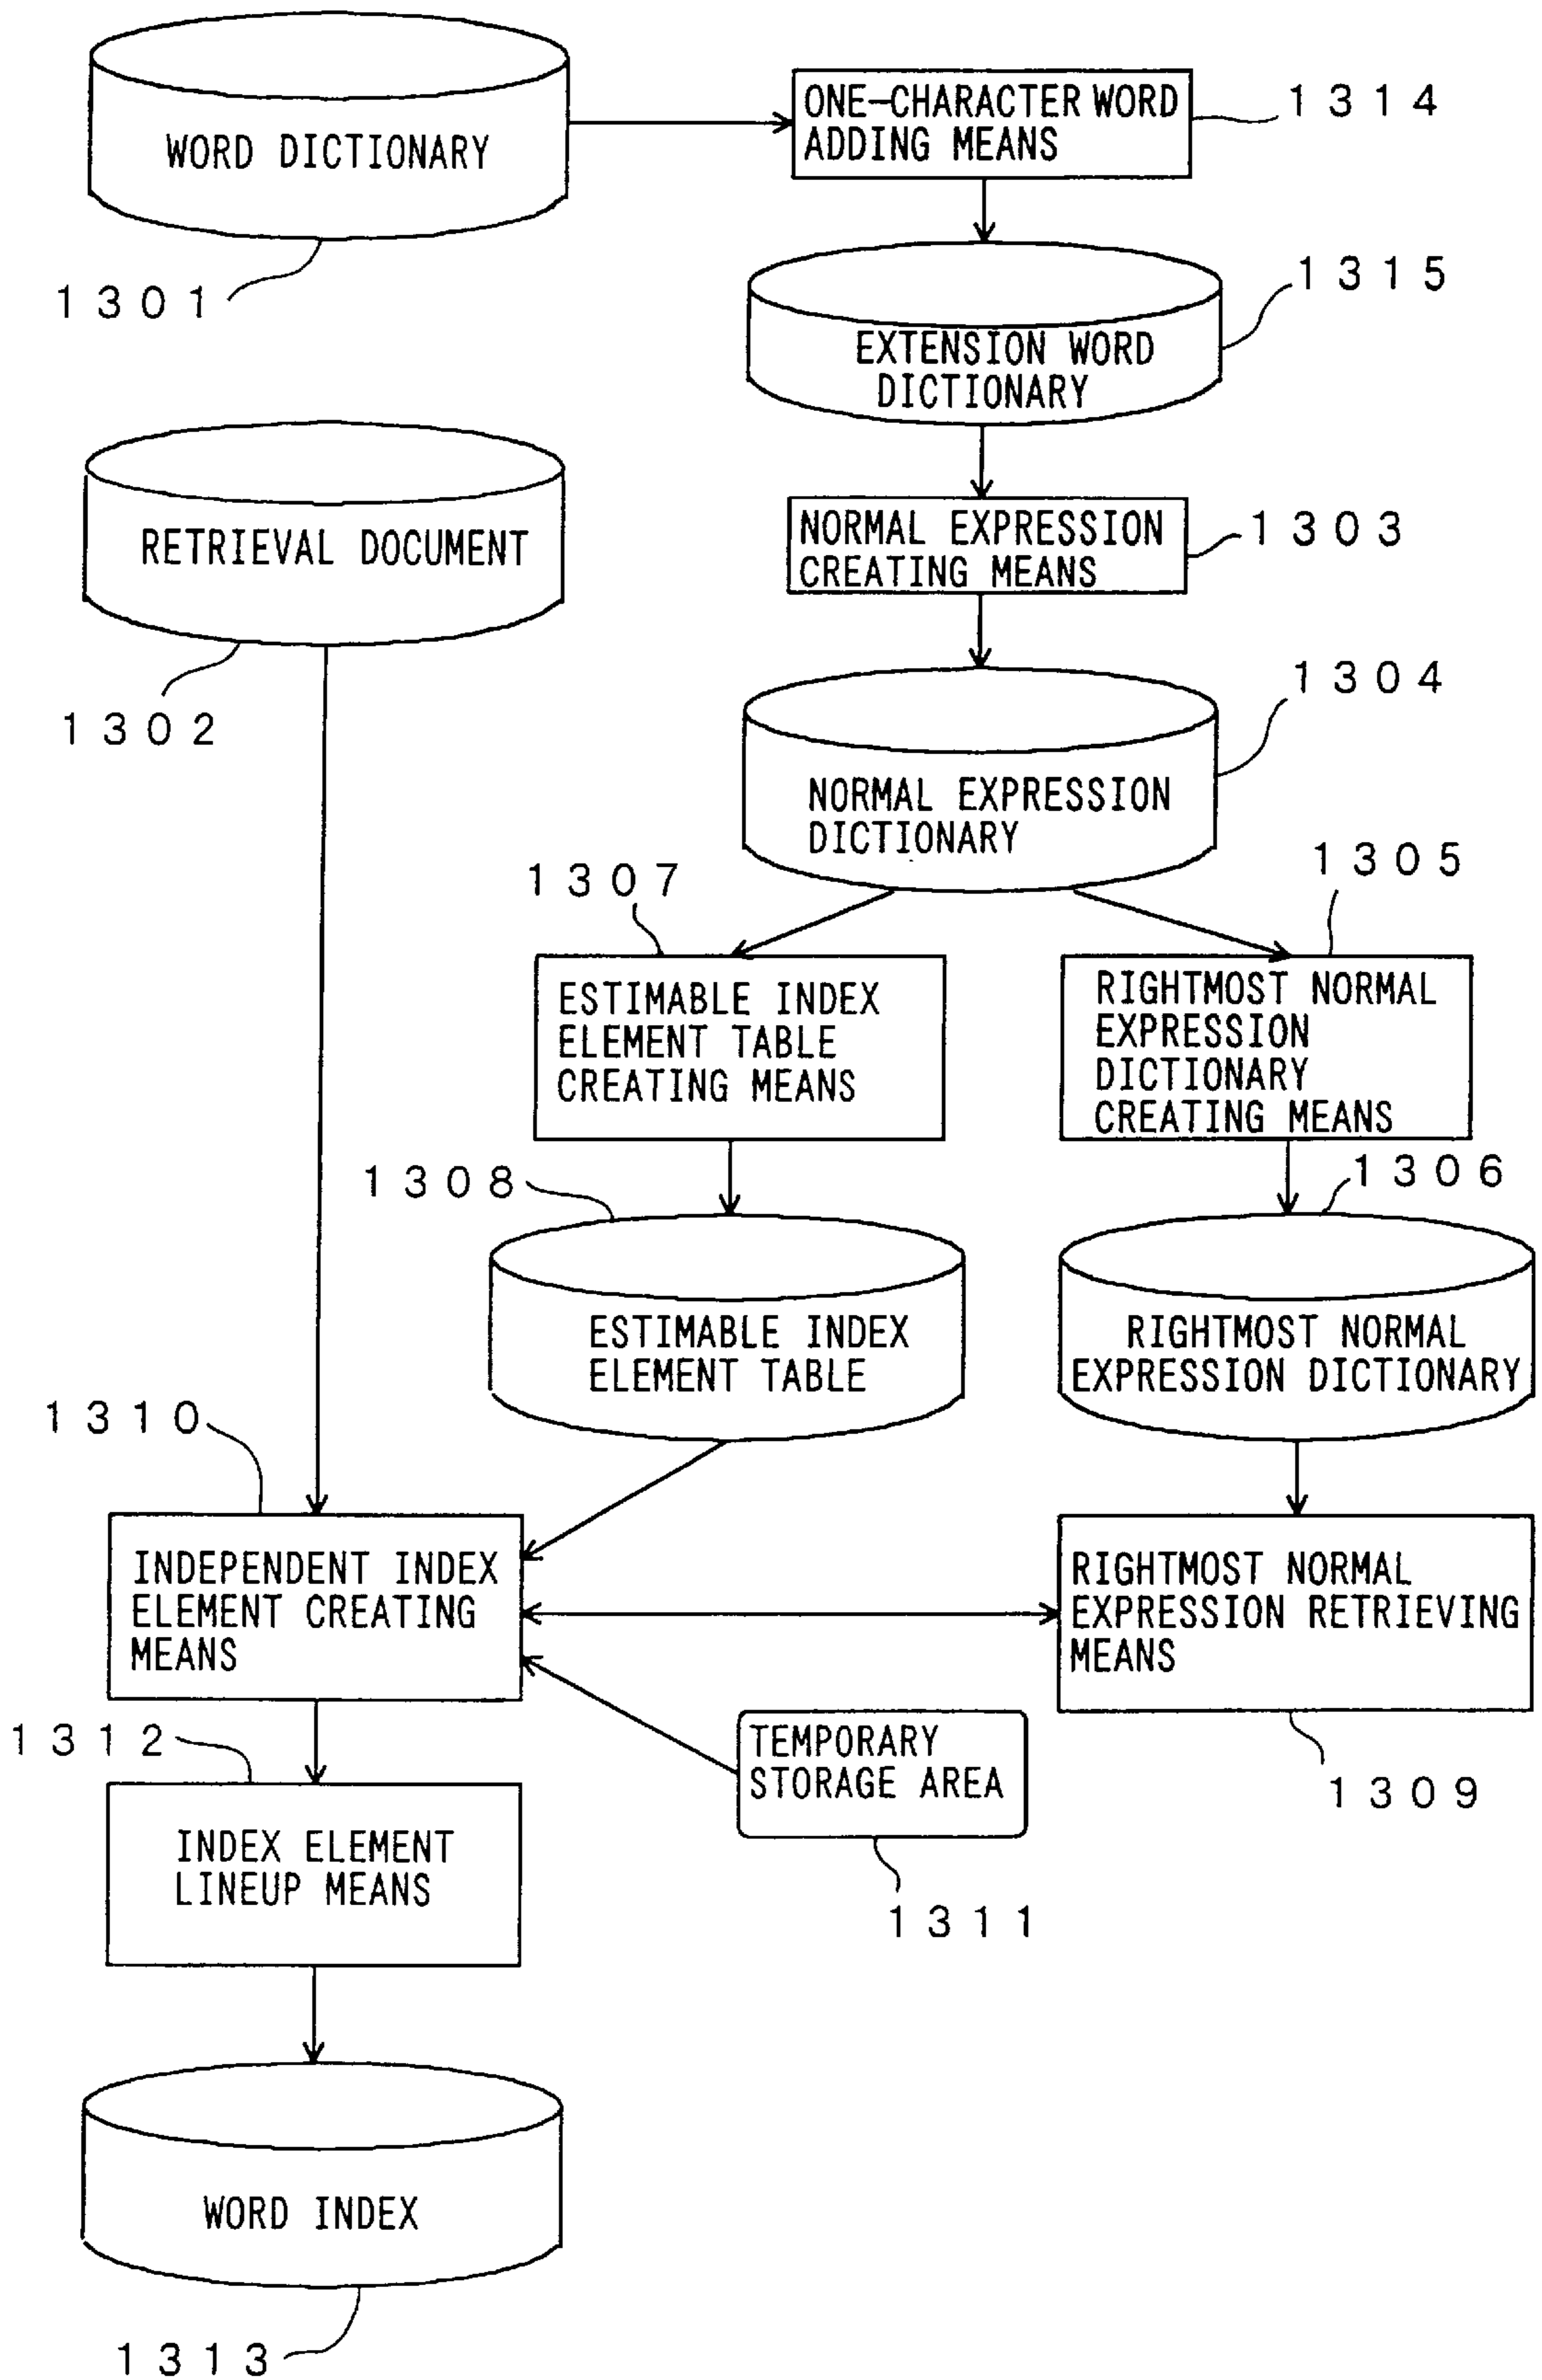 WORD DICTIONARY
1301
ONE-CHARACTER WORD
ADDING MEANS
1314
EXTENSION WORD
DICTIONARY
1315
RETRIEVAL DOCUMENT
1302
NORMAL EXPRESSION
CREATING MEANS
1303
NORMAL EXPRESSION
DICTIONARY
1304
1307
ESTIMABLE INDEX
ELEMENT TABLE
CREATING MEANS
1305
RIGHTMOST NORMAL
EXPRESSION
DICTIONARY
CREATING MEANS
1308
ESTIMABLE INDEX
ELEMENT TABLE
1306
RIGHTMOST NORMAL
EXPRESSION DICTIONARY
1310
INDEPENDENT INDEX
ELEMENT CREATING
MEANS
RIGHTMOST NORMAL
EXPRESSION RETRIEVING
MEANS
1309
TEMPORARY
STORAGE AREA
1311
1312
INDEX ELEMENT
LINEUP MEANS
WORD INDEX
1313